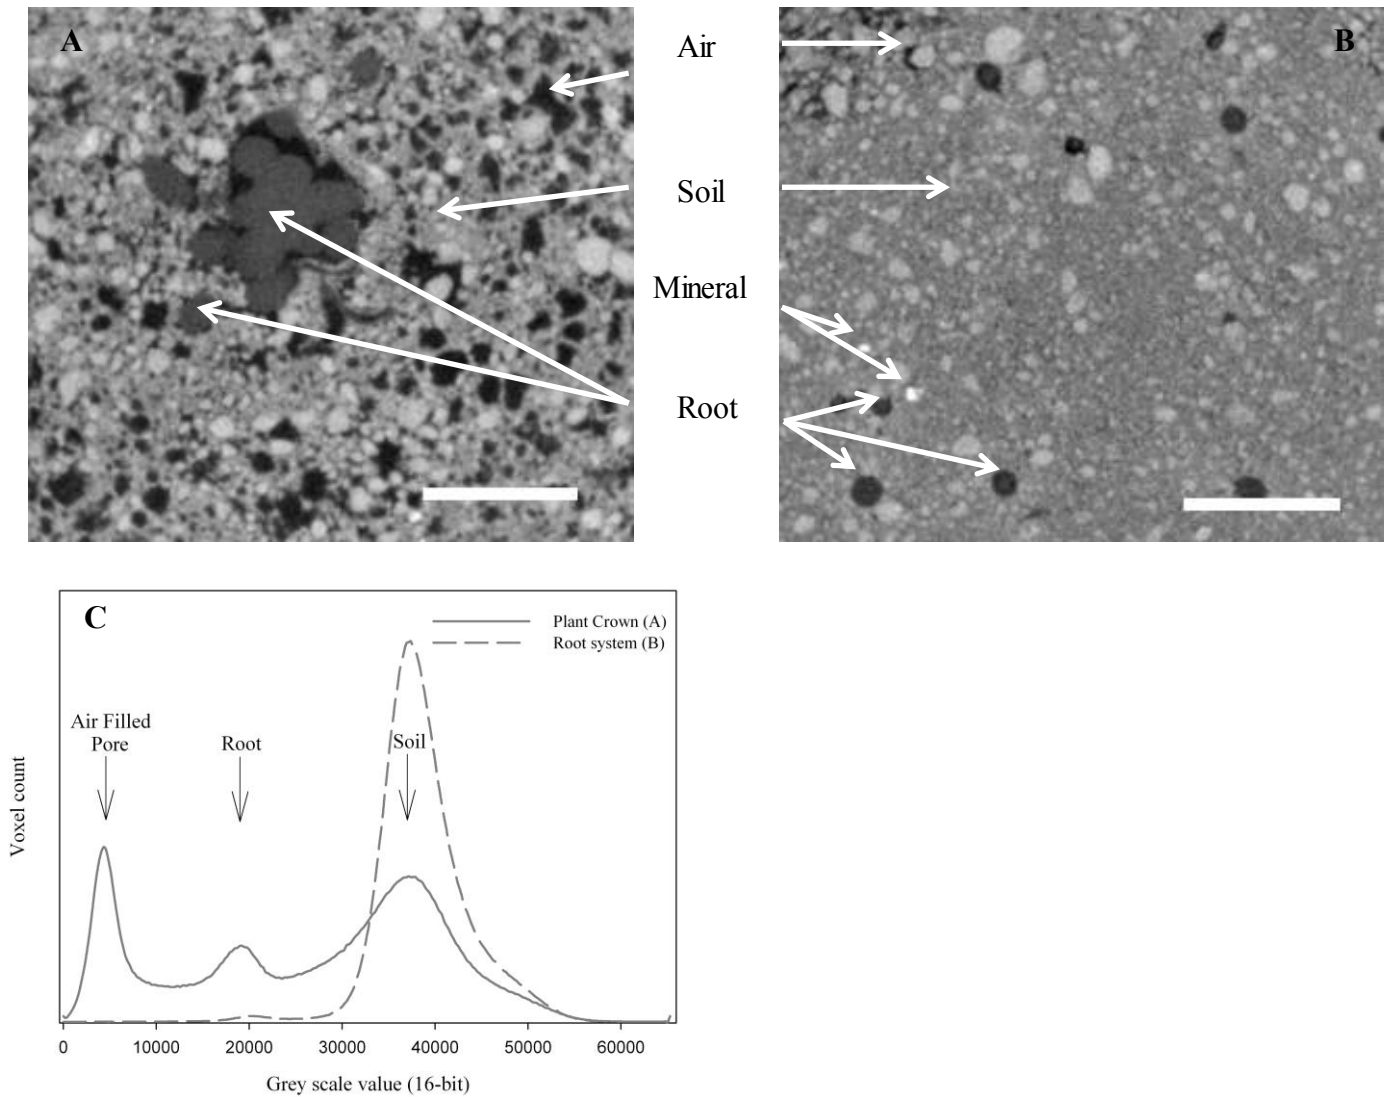 A
Air
B
Soil
Mineral
Root
C
Plant Crown (A)
Root system (B)
Air Filled
Pore
Root
Soil
Voxel count
0 10000 20000 30000 40000 50000 60000
Grey scale value (16-bit)